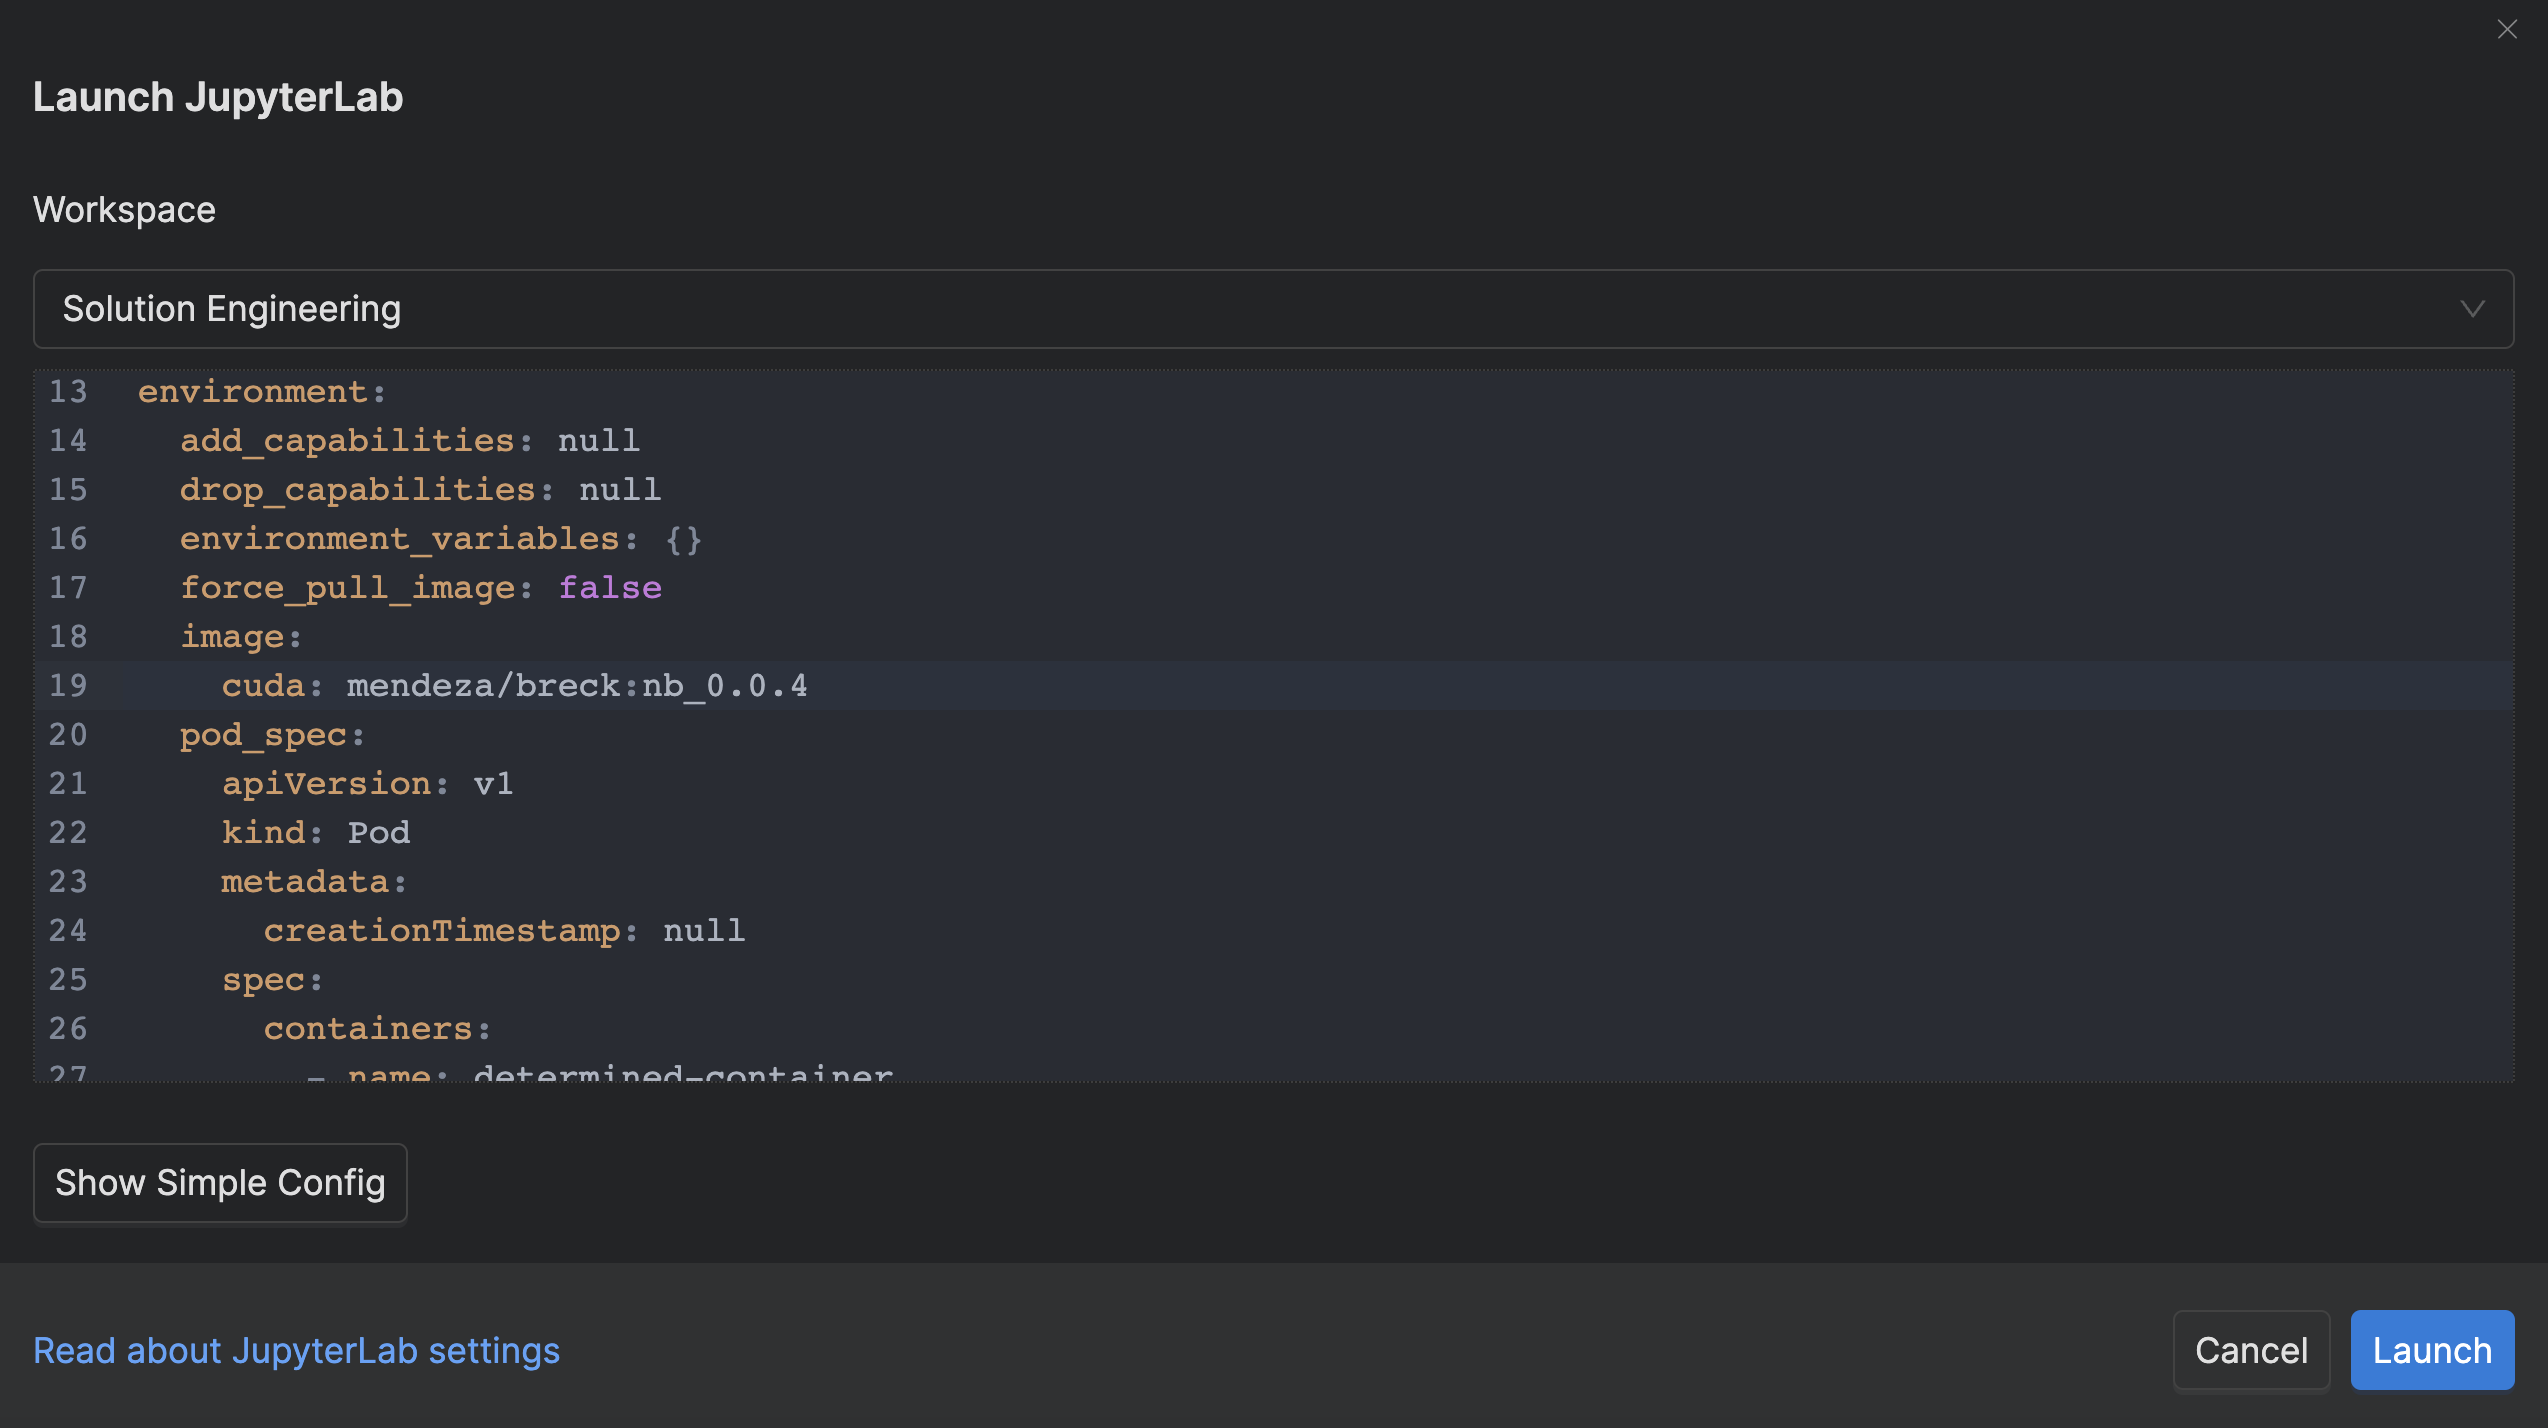 Launch JupyterLab
Workspace
Solution Engineering
13 environment:
14 add_capabilities: null
15 drop_capabilities: null
16 environment_variables: {}
17 force_pull_image: false
18 image:
19 cuda: mendeza/breck:nb_0.0.4
20 pod_spec:
21 apiVersion: v1
22 kind: Pod
23 metadata:
24 creationTimestamp: null
25 spec:
26 containers:
27 - name: determined-container
Show Simple Config
Read about JupyterLab settings
Cancel
Launch